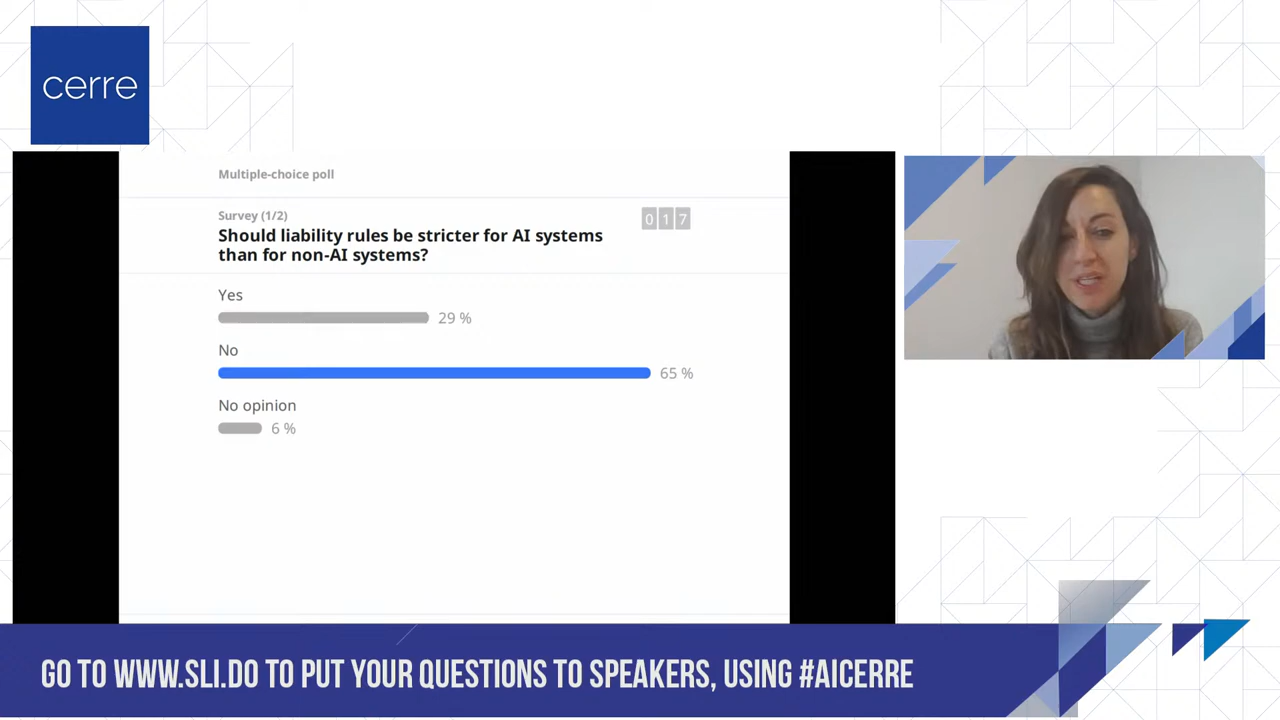 cerre
Multiple-choice poll
Survey (1/2)
017
Should liability rules be stricter for AI systems
than for non-AI systems?
Yes
29 %
No
65 %
No opinion
6 %
GO TO WWW.SLI.DO TO PUT YOUR QUESTIONS TO SPEAKERS, USING #AICERRE